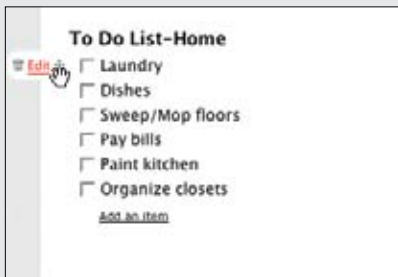 To Do List-Home
Edit Laundry
Dishes
Sweep/Mop floors
Pay bills
Paint kitchen
Organize closets
Add an item